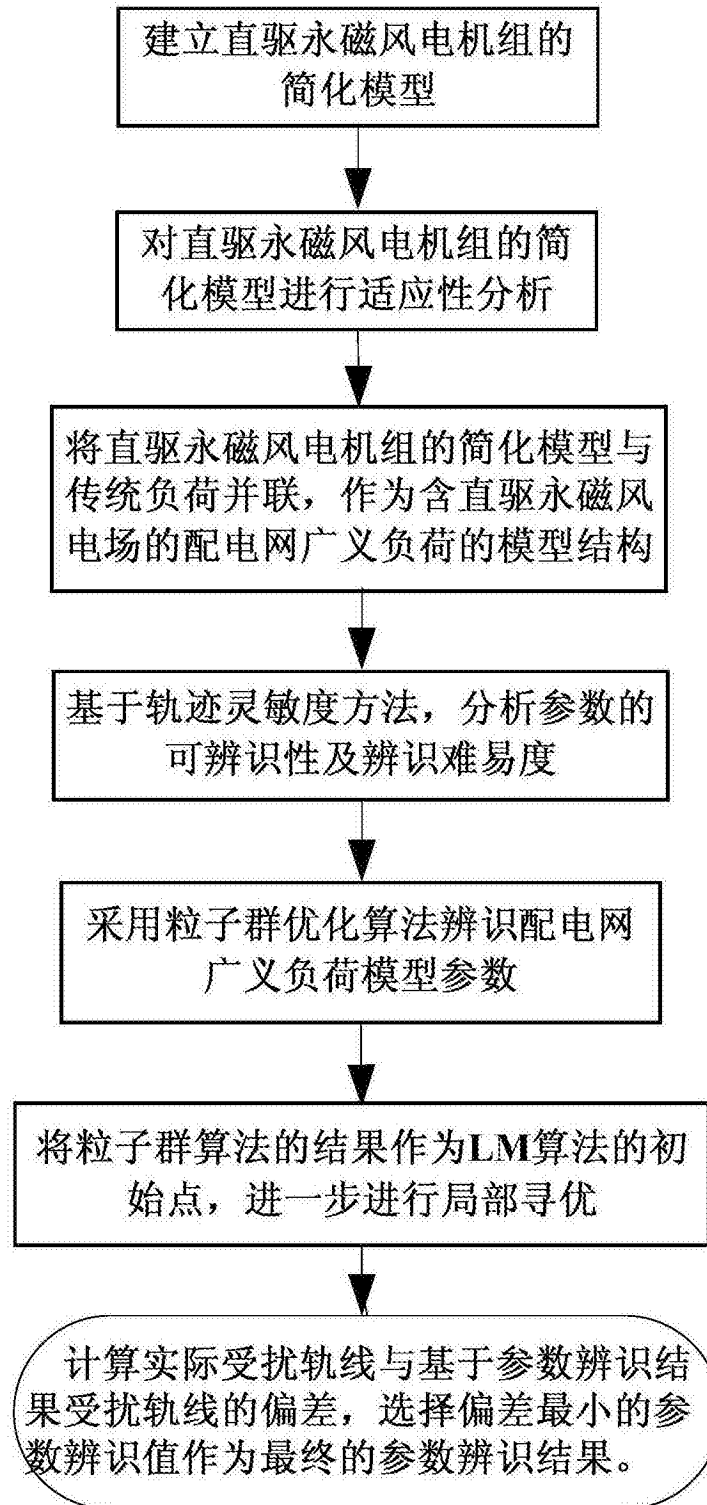 建立直驱永磁风电机组的
简化模型
对直驱永磁风电机组的简
化模型进行适应性分析
将直驱永磁风电机组的简化模型与
传统负荷并联，作为含直驱永磁风
电场的配电网广义负荷的模型结构
基于轨迹灵敏度方法，分析参数的
可辨识性及辨识难易度
采用粒子群优化算法辨识配电网
广义负荷模型参数
将粒子群算法的结果作为LM算法的初
始点，进一步进行局部寻优
计算实际受扰轨线与基于参数辨识结
果受扰轨线的偏差，选择偏差最小的参
数辨识值作为最终的参数辨识结果。